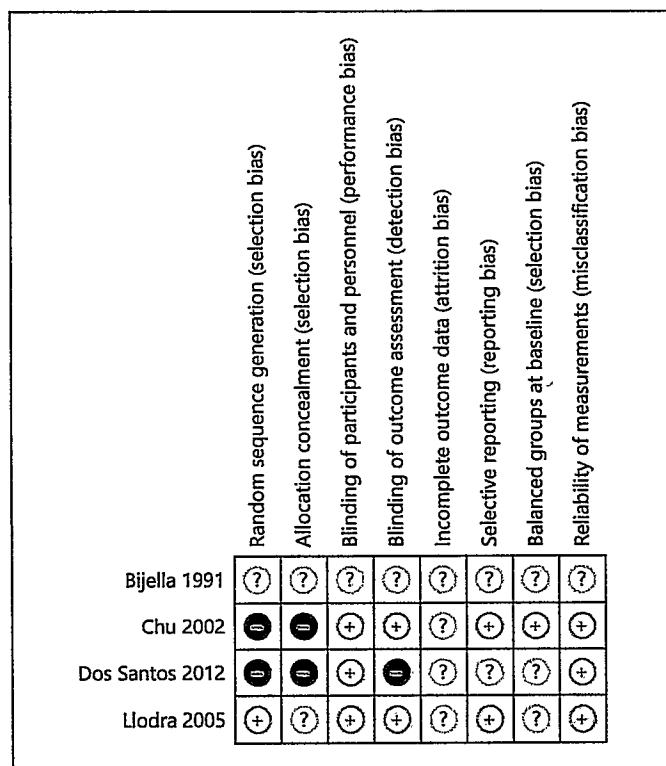 Random sequence generation (selection bias)
Allocation concealment (selection bias)
Blinding of participants and personnel (performance bias)
Blinding of outcome assessment (detection bias)
Incomplete outcome data (attrition bias)
Selective reporting (reporting bias)
Balanced groups at baseline (selection bias)
Reliability of measurements (misclassification bias)
Bijella 1991 ? ? ? ? ? ? ? ?
Chu 2002 - - + + ? + + +
Dos Santos 2012 - - + - ? ? ? +
Llodra 2005 + ? + + ? + ? +